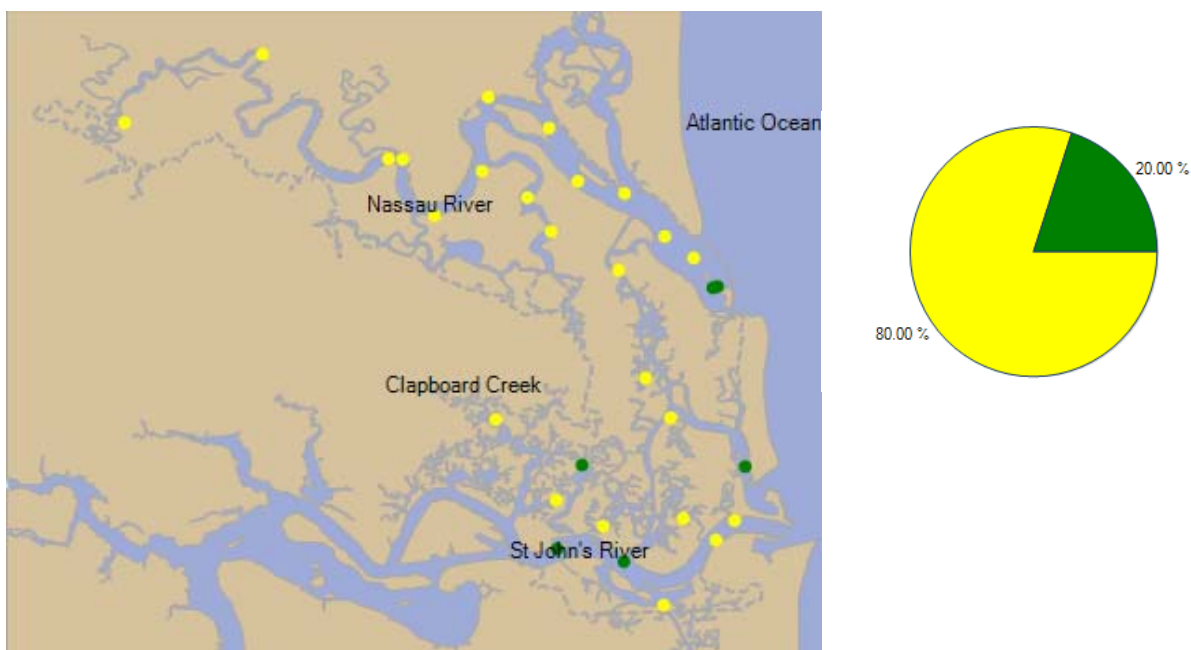 Atlantic Ocean
Nassau River
Clapboard Creek
St John's River
20.00 %
80.00 %